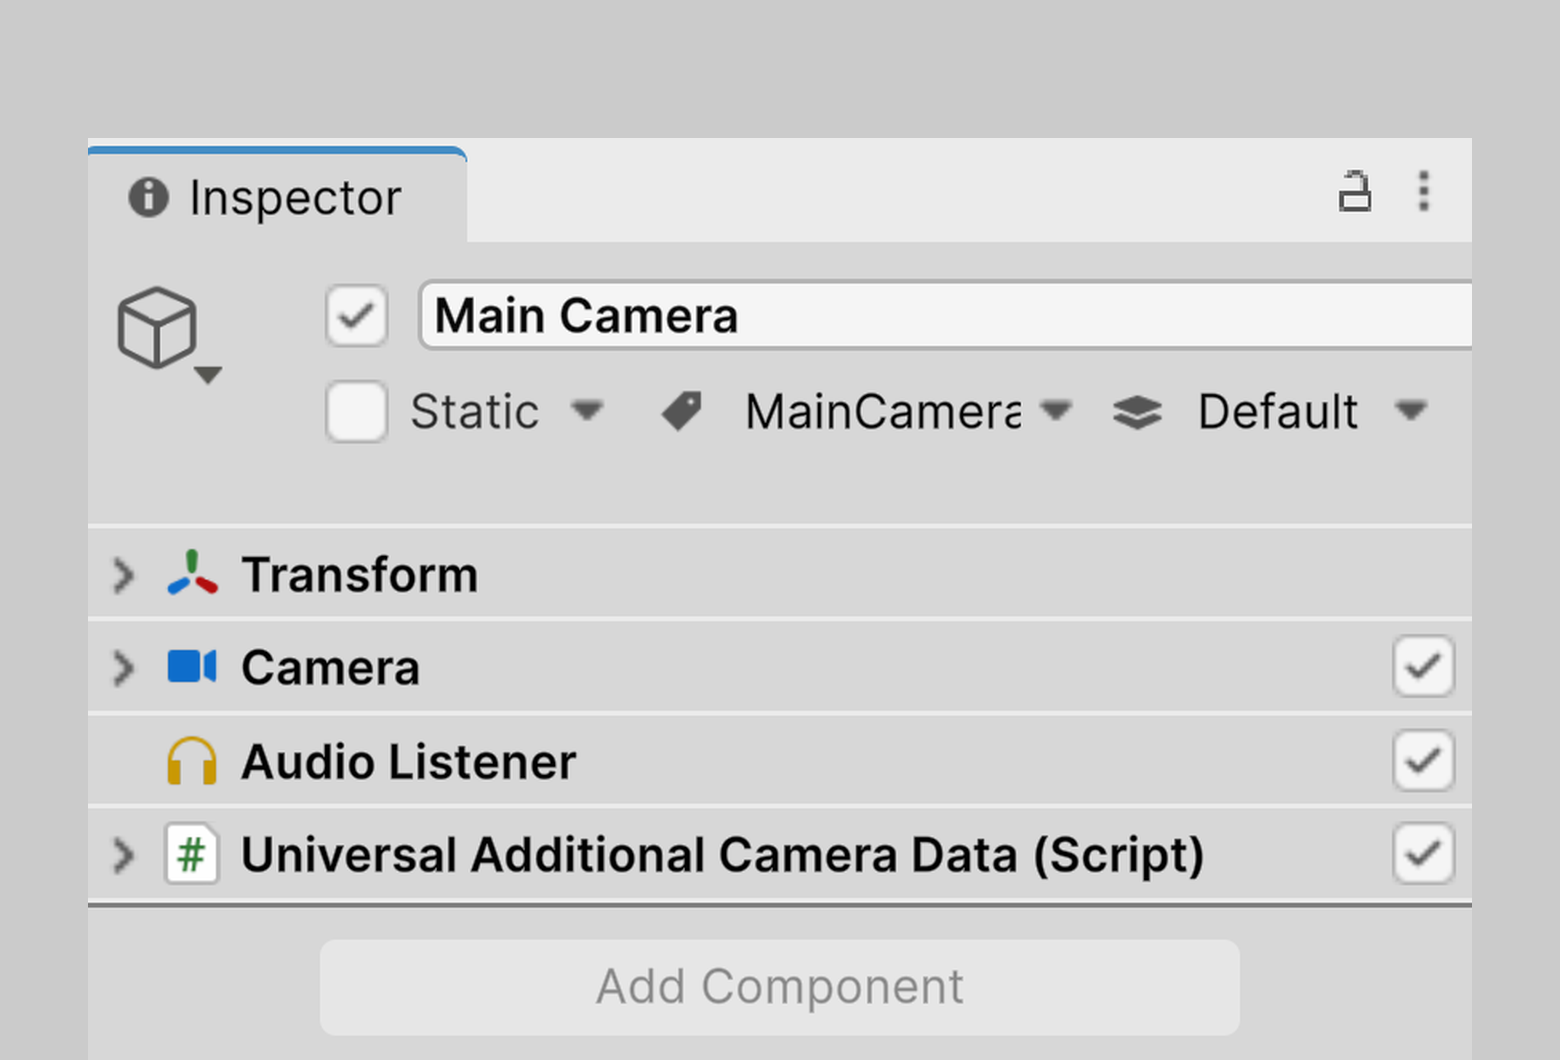 Inspector
Main Camera
Static MainCamera Default
Transform
Camera
Audio Listener
# Universal Additional Camera Data (Script)
Add Component